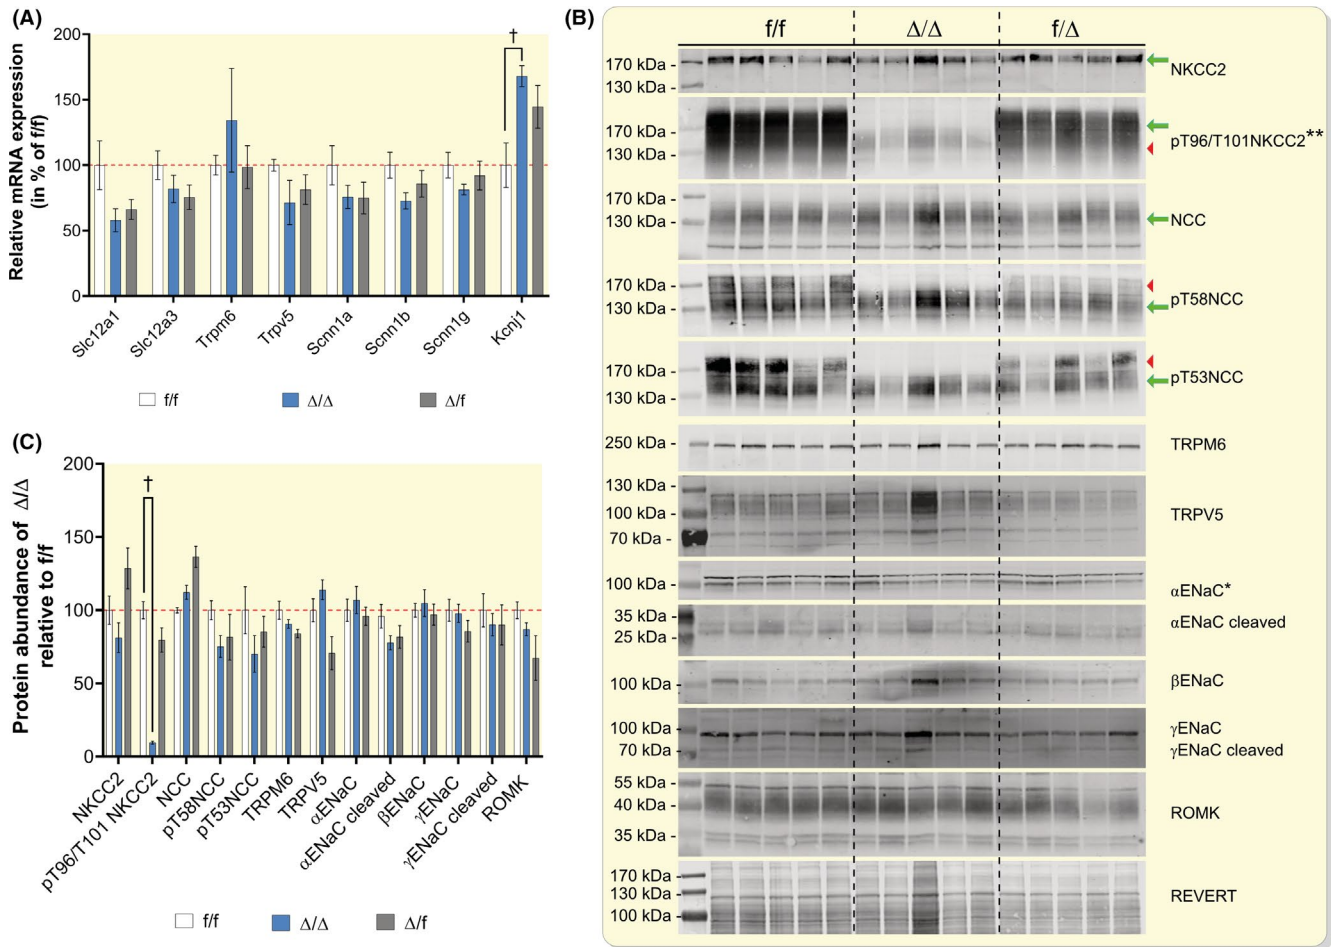 (A)
Relative mRNA expression
(in % of f/f)
200
150
100
50
0
†
Slc12a1
Slc12a3
Trpm6
Trpv5
Scnn1a
Scnn1b
Scnn1g
Kcnj1
f/f
Δ/Δ
Δ/f
(B)
f/f
Δ/Δ
f/Δ
170 kDa -
130 kDa -
NKCC2
170 kDa -
130 kDa -
pT96/T101NKCC2**
170 kDa -
130 kDa -
NCC
170 kDa -
130 kDa -
pT58NCC
170 kDa -
130 kDa -
pT53NCC
250 kDa -
TRPM6
130 kDa -
100 kDa -
70 kDa -
TRPV5
100 kDa -
αENaC*
35 kDa -
25 kDa -
αENaC cleaved
100 kDa -
βENaC
100 kDa -
70 kDa -
γENaC
γENaC cleaved
55 kDa -
40 kDa -
35 kDa -
ROMK
170 kDa -
130 kDa -
100 kDa -
REVERT
(C)
Protein abundance of Δ/Δ
relative to f/f
200
150
100
50
0
†
NKCC2
pT96/T101 NKCC2
NCC
pT58NCC
pT53NCC
TRPM6
TRPV5
αENaC
αENaC cleaved
βENaC
γENaC
γENaC cleaved
ROMK
f/f
Δ/Δ
Δ/f